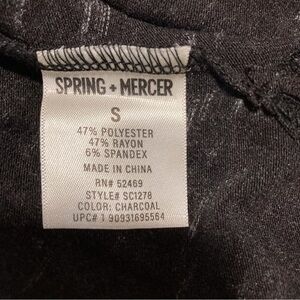 SPRING + MERCER
S
47% POLYESTER
47% RAYON
6% SPANDEX
MADE IN CHINA
RN# 52469
STYLE# SC1278
COLOR: CHARCOAL
UPC# 1 90931695564